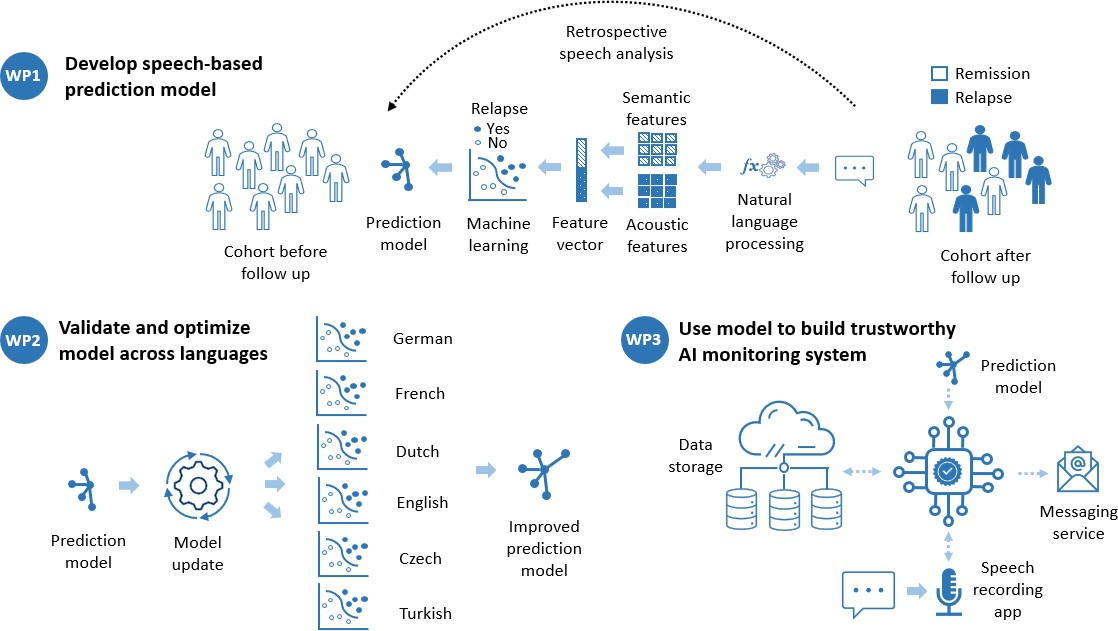 WP1
Develop speech-based
prediction model
Retrospective
speech analysis
Remission
Relapse
Cohort before
follow up
Prediction
model
Relapse
Yes
No
Machine
learning
Feature
vector
Semantic
features
Acoustic
features
fx
Natural
language
processing
Cohort after
follow up
WP2
Validate and optimize
model across languages
Prediction
model
Model
update
German
French
Dutch
English
Czech
Turkish
Improved
prediction
model
WP3
Use model to build trustworthy
AI monitoring system
Prediction
model
Data
storage
@
Messaging
service
Speech
recording
app